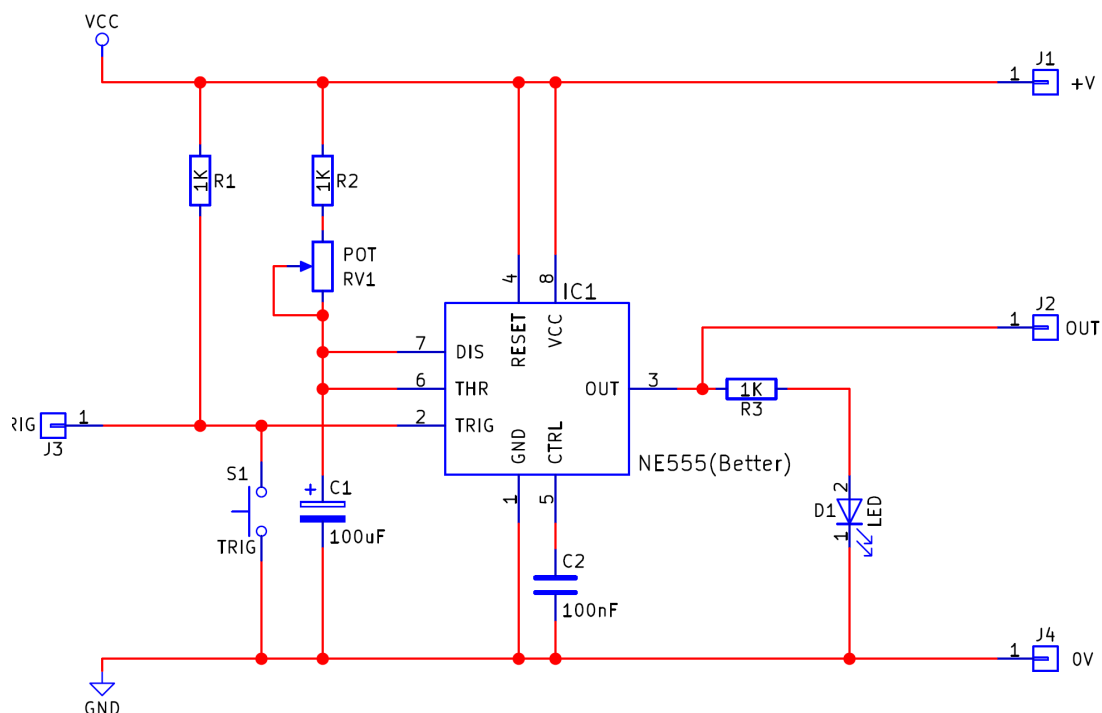 VCC
J1
1
+V
1K
R1
1K
R2
POT
RV1
4
8
IC1
RESET
VCC
J2
1
OUT
7
DIS
6
THR
OUT
3
1K
R3
RIG
1
J3
2
TRIG
GND
CTRL
NE555(Better)
S1
TRIG
+
C1
100uF
1
5
2
D1
LED
1
C2
100nF
J4
1
0V
GND